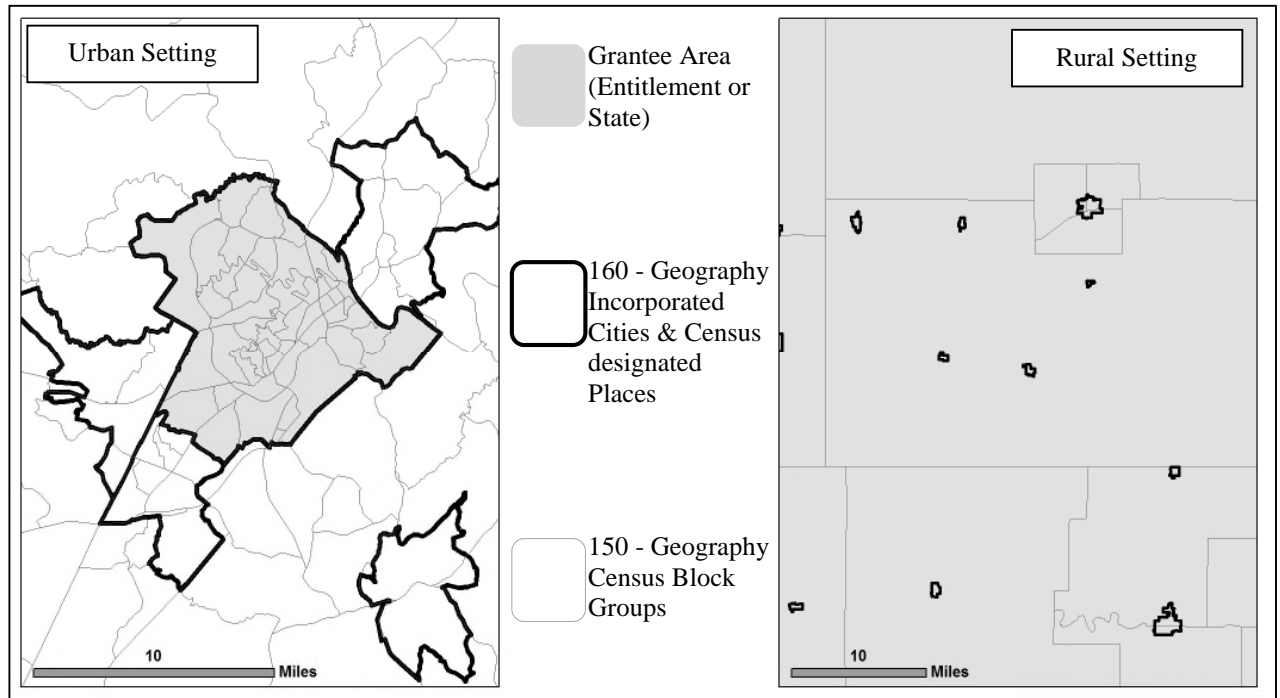 Urban Setting
10
Miles
Grantee Area
(Entitlement or
State)
160 - Geography
Incorporated
Cities & Census
designated
Places
150 - Geography
Census Block
Groups
Rural Setting
10
Miles